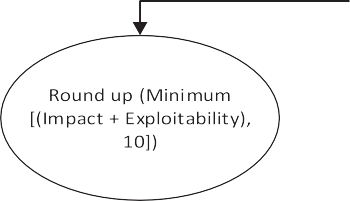 Round up (Minimum
[(Impact + Exploitability),
10])